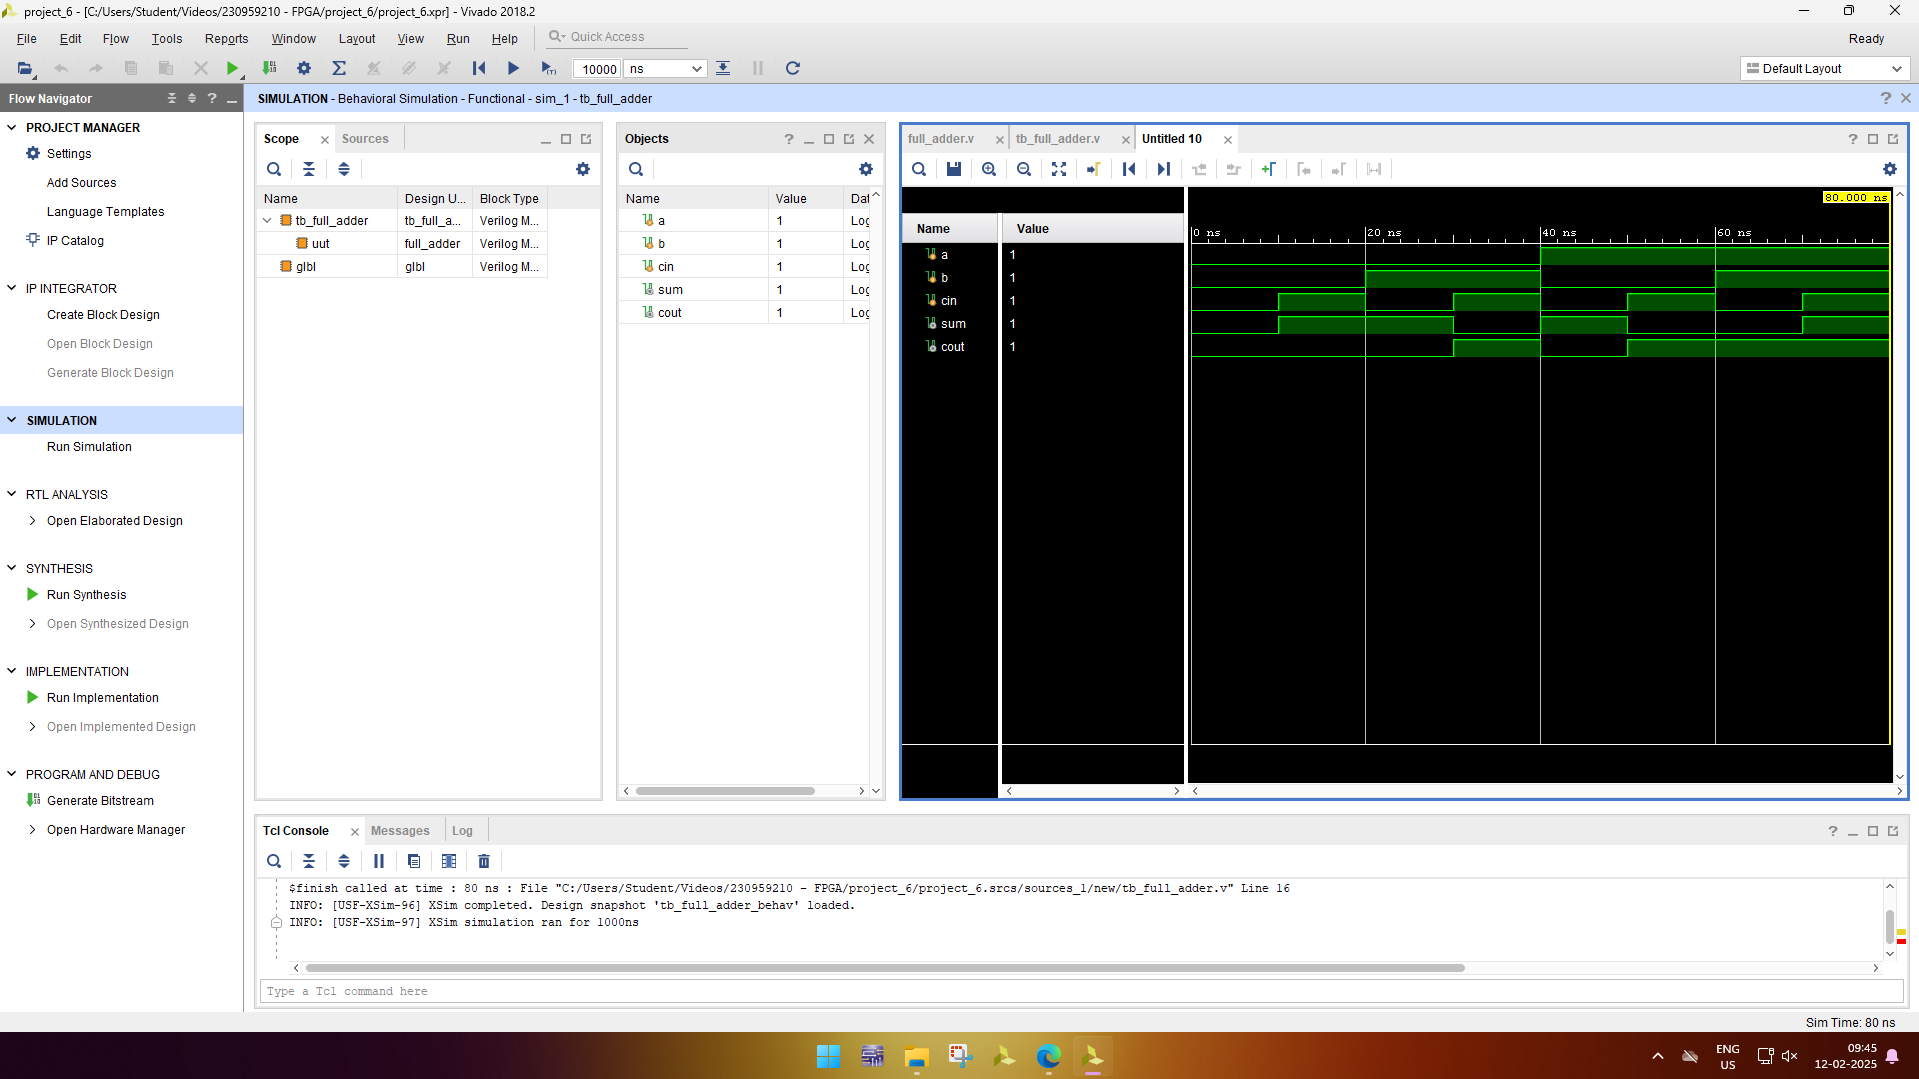 project_6 - [C:/Users/Student/Videos/230959210 - FPGA/project_6/project_6.xpr] - Vivado 2018.2
File Edit Flow Tools Reports Window Layout View Run Help Quick Access Ready
10000 ns Default Layout
Flow Navigator
PROJECT MANAGER
Settings
Add Sources
Language Templates
IP Catalog
IP INTEGRATOR
Create Block Design
Open Block Design
Generate Block Design
SIMULATION
Run Simulation
RTL ANALYSIS
Open Elaborated Design
SYNTHESIS
Run Synthesis
Open Synthesized Design
IMPLEMENTATION
Run Implementation
Open Implemented Design
PROGRAM AND DEBUG
Generate Bitstream
Open Hardware Manager
SIMULATION - Behavioral Simulation - Functional - sim_1 - tb_full_adder
Scope Sources
Name Design U... Block Type
tb_full_adder tb_full_a... Verilog M...
uut full_adder Verilog M...
glbl glbl Verilog M...
Objects
Name Value Dat
a 1 Log
b 1 Log
cin 1 Log
sum 1 Log
cout 1 Log
full_adder.v tb_full_adder.v Untitled 10
80.000 ns
Name Value 0 ns 20 ns 40 ns 60 ns
a 1
b 1
cin 1
sum 1
cout 1
Tcl Console Messages Log
$finish called at time : 80 ns : File "C:/Users/Student/Videos/230959210 - FPGA/project_6/project_6.srcs/sources_1/new/tb_full_adder.v" Line 16
INFO: [USF-XSim-96] XSim completed. Design snapshot 'tb_full_adder_behav' loaded.
INFO: [USF-XSim-97] XSim simulation ran for 1000ns
Type a Tcl command here
Sim Time: 80 ns
ENG
US
09:45
12-02-2025